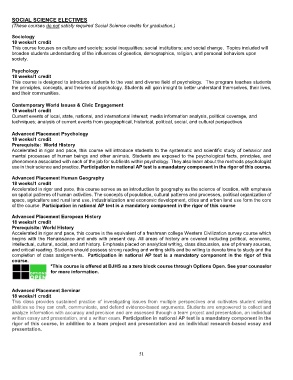 SOCIAL SCIENCE ELECTIVES
(These courses do not satisfy required Social Science credits for graduation.)
Sociology
18 weeks/1 credit
This course focuses on culture and society; social inequalities; social institutions; and social change. Topics included will
broaden students understanding of the influences of genetics, demographics, religion, and personal behaviors upon
society.
Psychology
18 weeks/1 credit
This course is designed to introduce students to the vast and diverse field of psychology. The program teaches students
the principles, concepts, and theories of psychology. Students will gain insight to better understand themselves, their lives,
and their communities.
Contemporary World Issues & Civic Engagement
18 weeks/1 credit
Current events of local, state, national, and international interest; media information analysis, political coverage, and
techniques; analysis of current events from geographical, historical, political, social, and cultural perspectives
Advanced Placement Psychology
18 weeks/1 credit
Prerequisite: World History
Accelerated in rigor and pace, this course will introduce students to the systematic and scientific study of behavior and
mental processes of human beings and other animals. Students are exposed to the psychological facts, principles, and
phenomena associated with each of the major subfields within psychology. They also learn about the methods psychologists
use in their science and practice. Participation in national AP test is a mandatory component in the rigor of this course.
Advanced Placement Human Geography
18 weeks/1 credit
Accelerated in rigor and pace, this course serves as an introduction to geography as the science of location, with emphasis
on spatial patterns of human activities. The concepts of population, cultural patterns and processes, political organization of
space, agriculture and rural land use, industrialization and economic development, cities and urban land use form the core
of the course. Participation in national AP test is a mandatory component in the rigor of this course
Advanced Placement European History
18 weeks/1 credit
Prerequisite: World History
Accelerated in rigor and pace, this course is the equivalent of a freshman college Western Civilization survey course which
begins with the Renaissance and ends with present day. All areas of history are covered including political, economic,
intellectual, cultural, social, and art history. Emphasis placed on analytical writing, class discussion, use of primary sources,
and critical reading. Students should possess strong reading and writing skills and be willing to devote time to study and the
completion of class assignments. Participation in national AP test is a mandatory component in the rigor of this
course.
*This course is offered at BJHS as a zero block course through Options Open. See your counselor
for more information.
Advanced Placement Seminar
18 weeks/1 credit
This class provides sustained practice of investigating issues from multiple perspectives and cultivates student writing
abilities so they can craft, communicate, and defend evidence-based arguments. Students are empowered to collect and
analyze information with accuracy and precision and are assessed through a team project and presentation, an individual
written essay and presentation, and a written exam. Participation in national AP test is a mandatory component in the
rigor of this course, in addition to a team project and presentation and an individual research-based essay and
presentation.